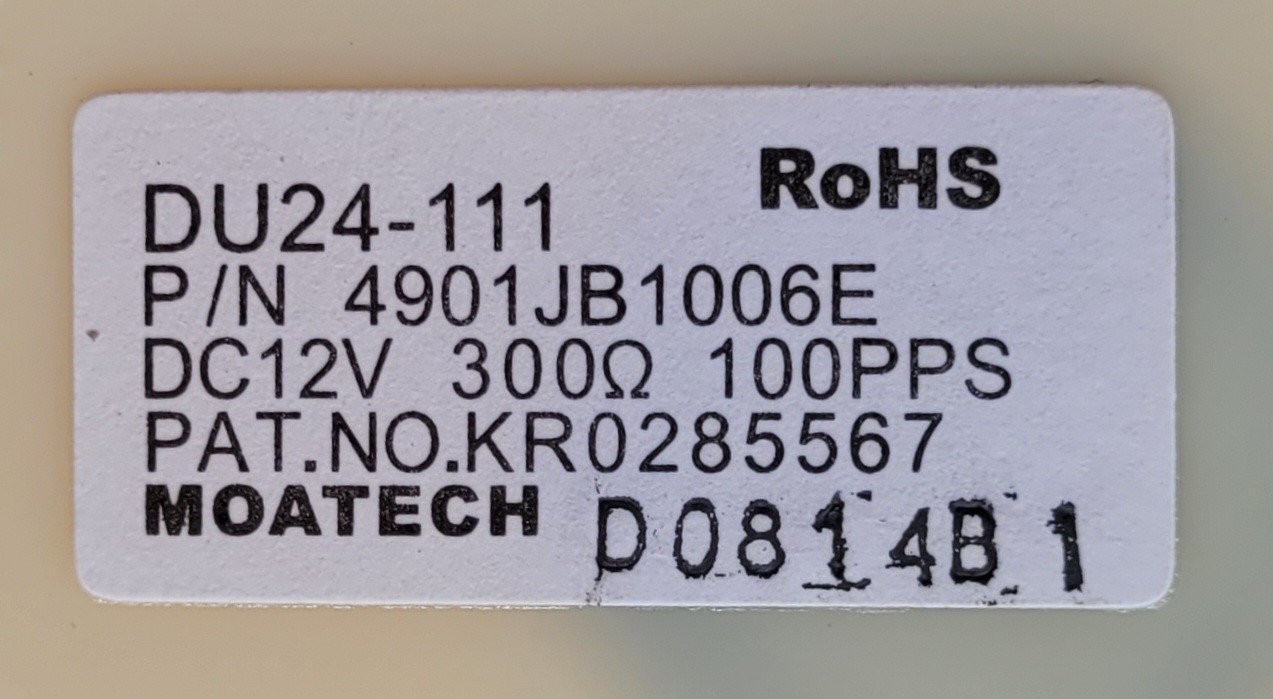 RoHS
DU24-111
P/N 4901JB1006E
DC12V 300Ω 100PPS
PAT.NO.KR0285567
MOATECH D0814B1